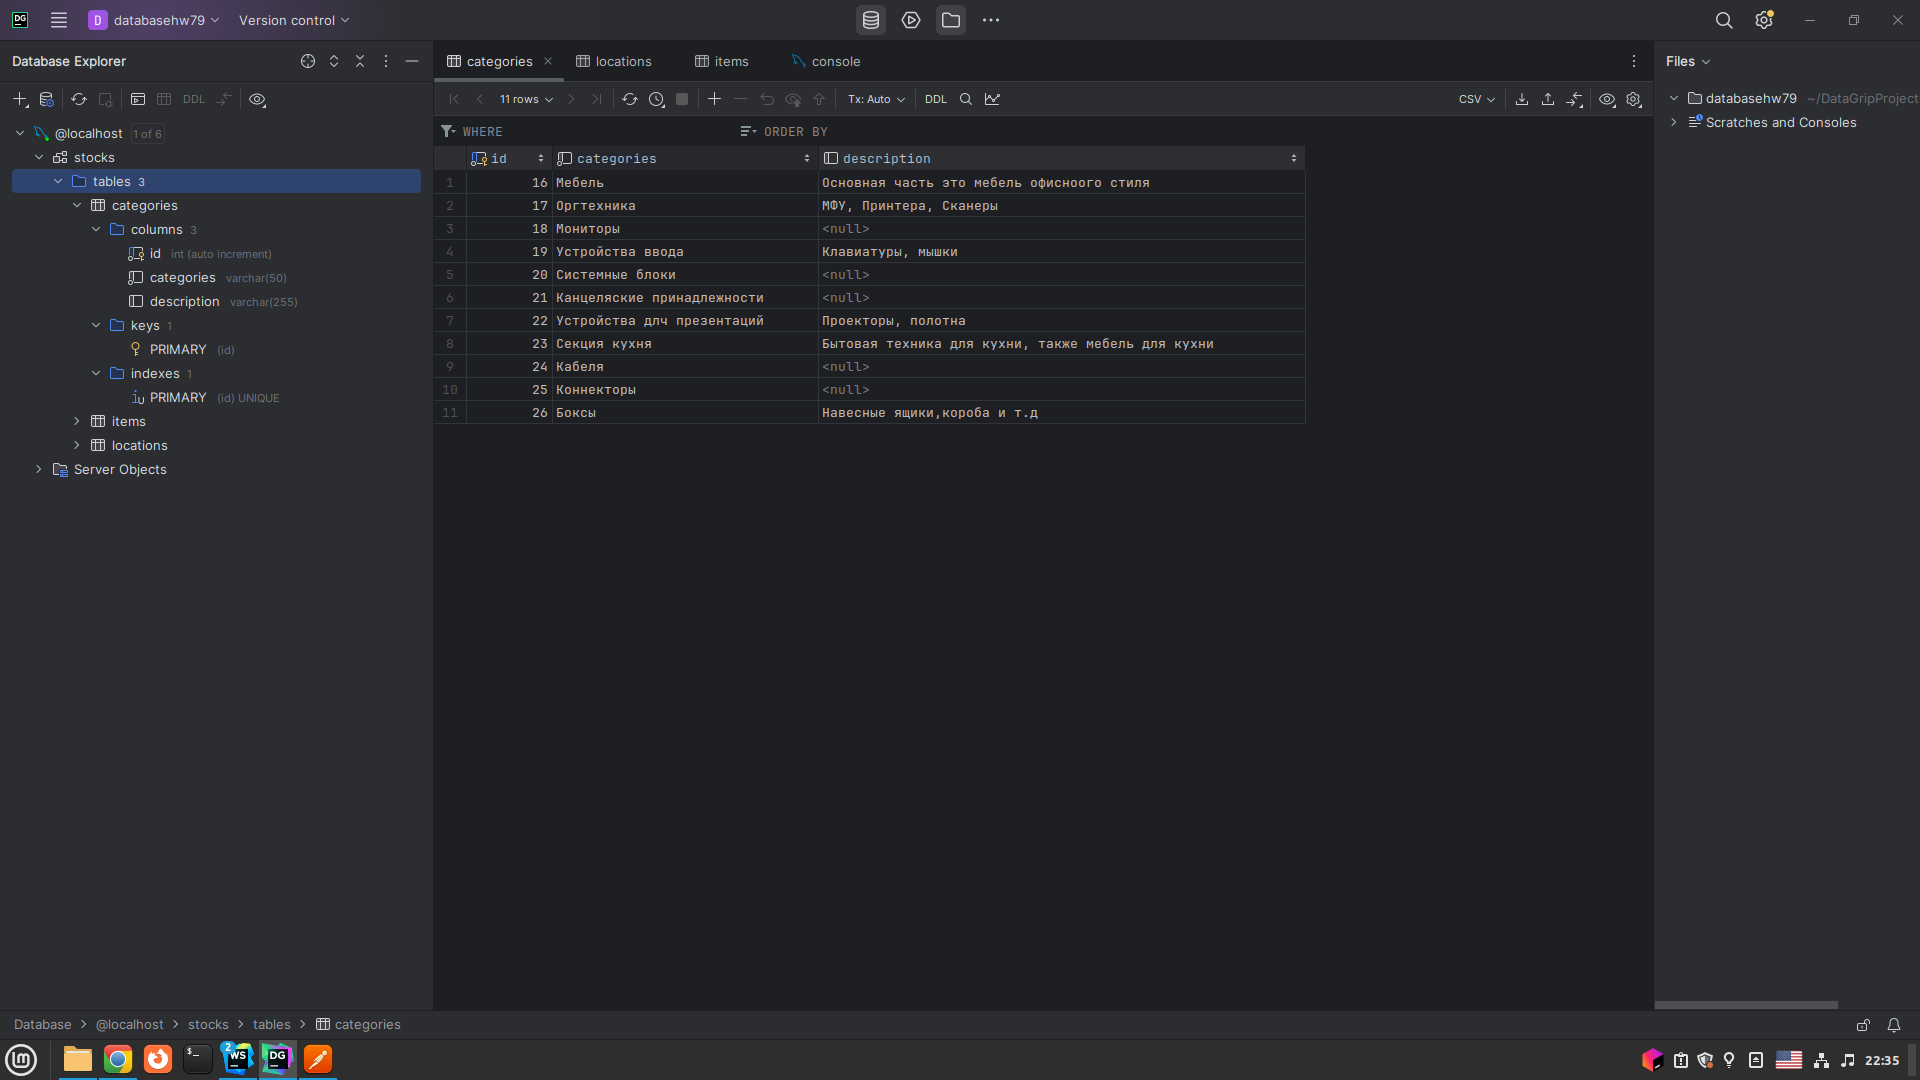 DG
D databasehw79
Version control
Database Explorer
categories
locations
items
console
Files
DDL
11 rows
Tx: Auto
DDL
CSV
databasehw79 ~/DataGripProject
Scratches and Consoles
@localhost 1 of 6
stocks
tables 3
categories
columns 3
id int (auto increment)
categories varchar(50)
description varchar(255)
keys 1
PRIMARY (id)
indexes 1
PRIMARY (id) UNIQUE
items
locations
Server Objects
WHERE
ORDER BY
id categories description
1 16 Мебель Основная часть это мебель офисноого стиля
2 17 Оргтехника МФУ, Принтера, Сканеры
3 18 Мониторы <null>
4 19 Устройства ввода Клавиатуры, мышки
5 20 Системные блоки <null>
6 21 Канцеляские принадлежности <null>
7 22 Устройства длч презентаций Проекторы, полотна
8 23 Секция кухня Бытовая техника для кухни, также мебель для кухни
9 24 Кабеля <null>
10 25 Коннекторы <null>
11 26 Боксы Навесные ящики,короба и т.д
Database
@localhost
stocks
tables
categories
2
WS
DG
22:35